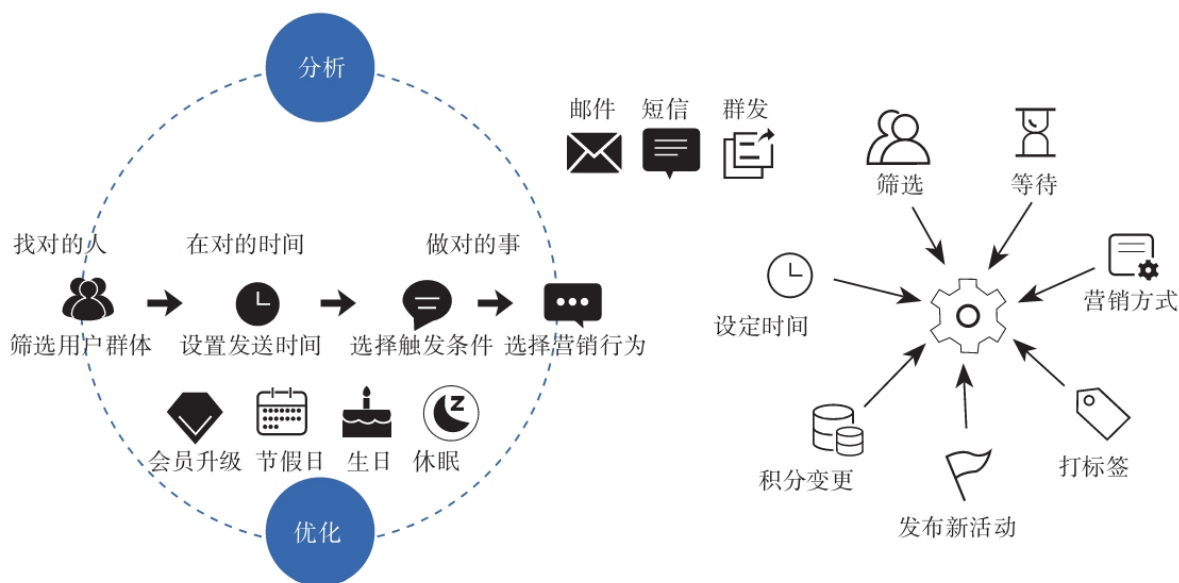 分析
邮件 短信 群发
筛选 等待
找对的人 在对的时间 做对的事
设定时间 营销方式
筛选用户群体 设置发送时间 选择触发条件 选择营销行为
Z
会员升级 节假日 生日 休眠
积分变更 打标签
发布新活动
优化